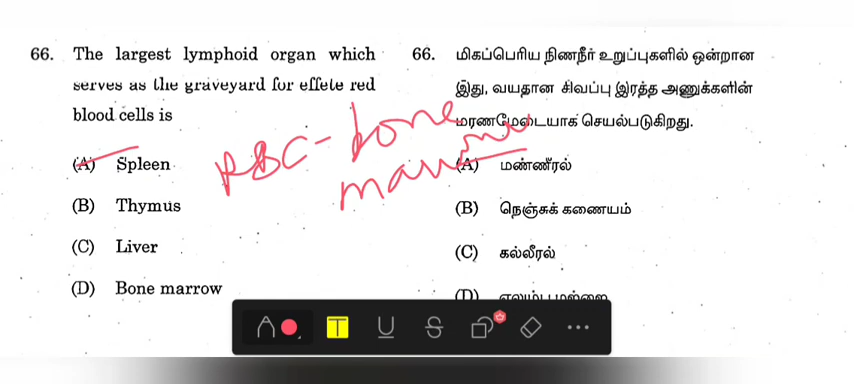 66. The largest lymphoid organ which
serves as the graveyard for effete red
blood cells is
(A) Spleen
(B) Thymus
(C) Liver
(D) Bone marrow
66. மிகப்பெரிய நிணநீர் உறுப்புகளில் ஒன்றான
இது, வயதான சிவப்பு இரத்த அணுக்களின்
மரணமேடையாக செயல்படுகிறது.
(A) மண்ணீரல்
(B) நெஞ்சுக் கணையம்
(C) கல்லீரல்
(D) எலும்பு மஜ்ஜை
RBC - bone
marrow
T U S